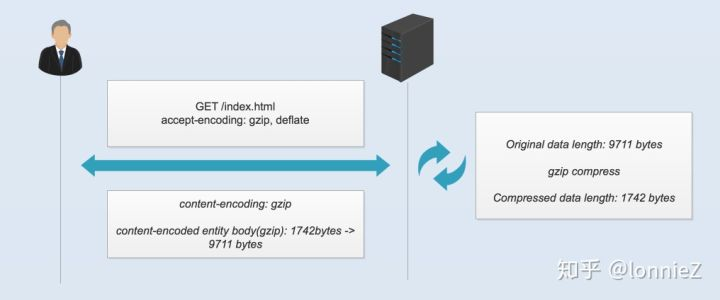 GET /index.html
accept-encoding: gzip, deflate
Original data length: 9711 bytes
gzip compress
Compressed data length: 1742 bytes
content-encoding: gzip
content-encoded entity body(gzip): 1742bytes ->
9711 bytes
知乎 @lonnieZ